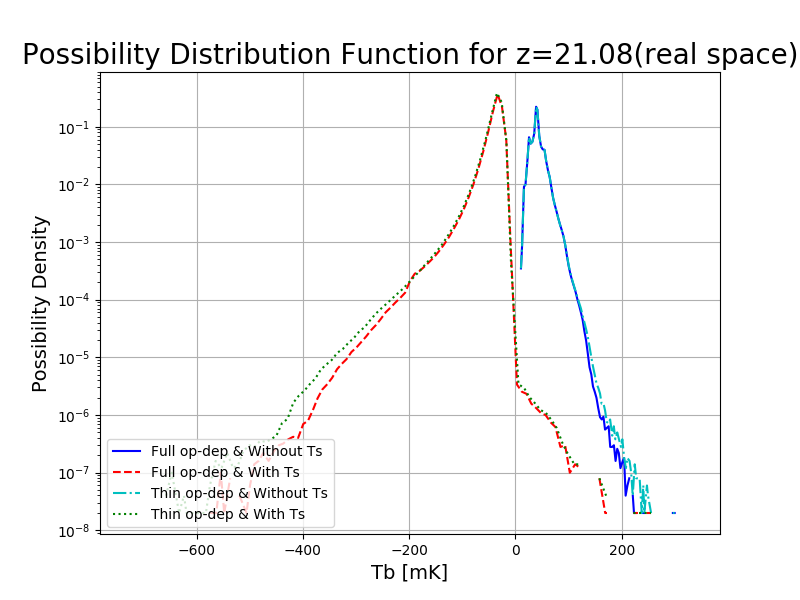 Possibility Distribution Function for z=21.08(real space)
Possibility Density
10⁻¹
10⁻²
10⁻³
10⁻⁴
10⁻⁵
10⁻⁶
10⁻⁷
10⁻⁸
Full op-dep & Without Ts
Full op-dep & With Ts
Thin op-dep & Without Ts
Thin op-dep & With Ts
−600 −400 −200 0 200
Tb [mK]